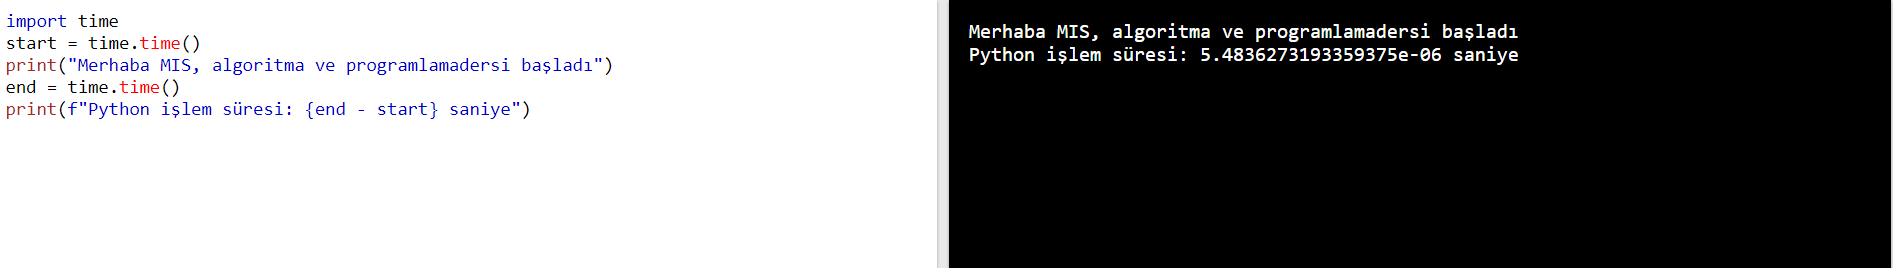 import time
start = time.time()
print("Merhaba MIS, algoritma ve programlamadersi başladı")
end = time.time()
print(f"Python işlem süresi: {end - start} saniye")
Merhaba MIS, algoritma ve programlamadersi başladı
Python işlem süresi: 5.4836273193359375e-06 saniye